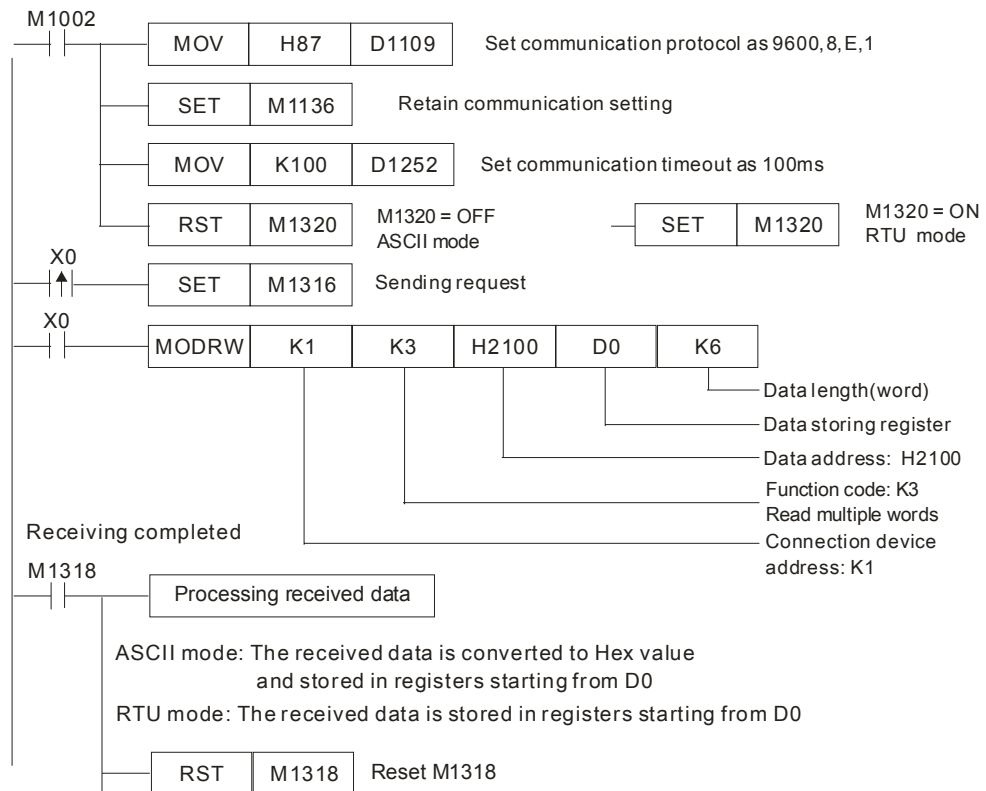 M1002
MOV H87 D1109 Set communication protocol as 9600,8,E,1
SET M1136 Retain communication setting
MOV K100 D1252 Set communication timeout as 100ms
RST M1320 M1320 = OFF
ASCII mode
SET M1320 M1320 = ON
RTU mode
X0
SET M1316 Sending request
X0
MODRW K1 K3 H2100 D0 K6
Data length(word)
Data storing register
Data address: H2100
Function code: K3
Read multiple words
Connection device
address: K1
Receiving completed
M1318
Processing received data
ASCII mode: The received data is converted to Hex value
and stored in registers starting from D0
RTU mode: The received data is stored in registers starting from D0
RST M1318 Reset M1318